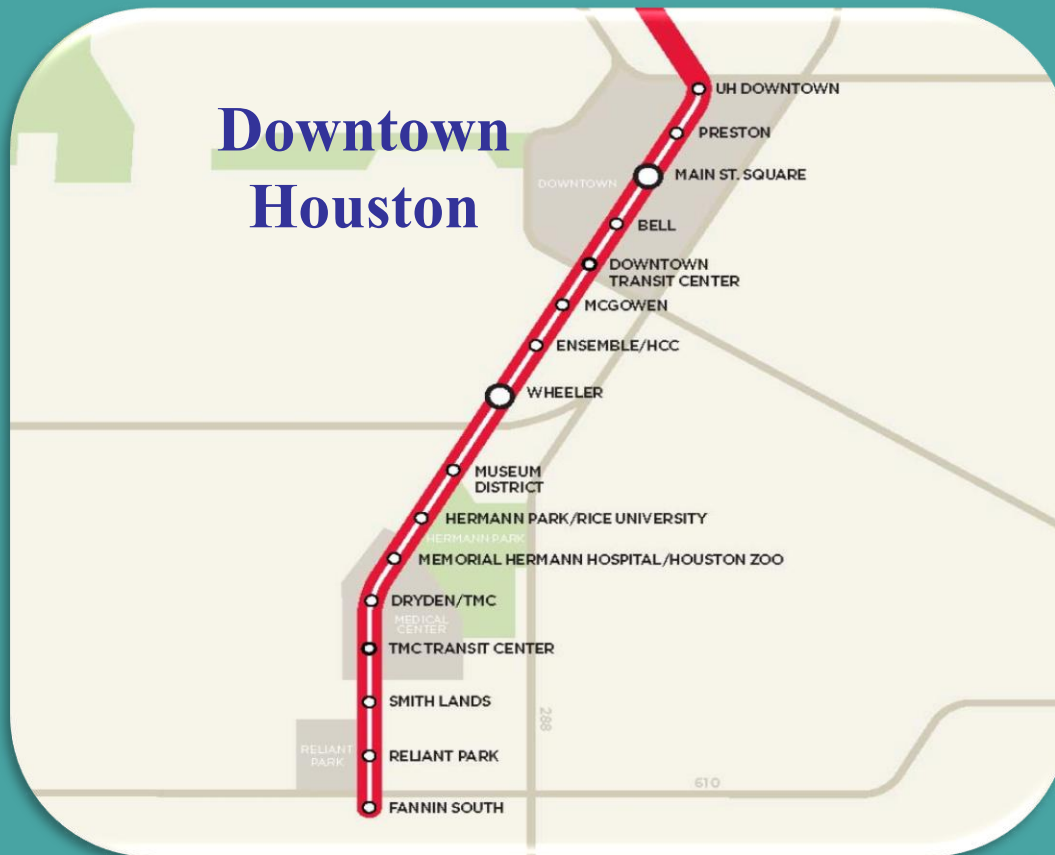 Downtown
Houston
UH DOWNTOWN
PRESTON
MAIN ST. SQUARE
DOWNTOWN
BELL
DOWNTOWN
TRANSIT CENTER
MCGOWEN
ENSEMBLE/HCC
WHEELER
MUSEUM
DISTRICT
HERMANN PARK/RICE UNIVERSITY
HERMANN PARK
MEMORIAL HERMANN HOSPITAL/HOUSTON ZOO
DRYDEN/TMC
MEDICAL
CENTER
TMC TRANSIT CENTER
SMITH LANDS
288
RELIANT
PARK
RELIANT PARK
610
FANNIN SOUTH